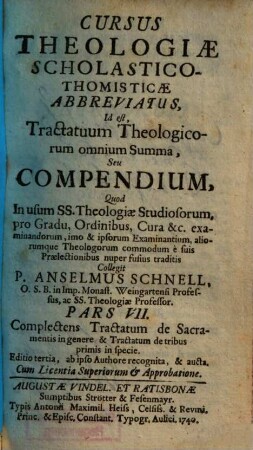 CURSUS
THEOLOGIÆ
SCHOLASTICO-
THOMISTICÆ
ABBREVIATUS,
Id est,
Tractatuum Theologico-
rum omnium Summa,
Seu
COMPENDIUM,
Quod
In usum SS. Theologiæ Studiosorum,
pro Gradu, Ordinibus, Cura &c. exa-
minandorum, imo & ipsorum Examinantium, alio-
rumque Theologorum commodum è suis
Prælectionibus nuper fusius traditis
Collegit
P. ANSELMUS SCHNELL,
O. S. B. in Imp. Monast. Weingartensi Profes-
sus, ac SS. Theologiæ Professor.
PARS VII.
Complectens Tractatum de Sacra-
mentis in genere & Tractatum de tribus
primis in specie.
Editio tertia, ab ipso Authore recognita, & aucta.
Cum Licentia Superiorum & Approbatione.
AUGUSTÆ VINDEL. ET RATISBONÆ
Sumptibus Strötter & Fesenmayr.
Typis Antonii Maximil. Heiss, Celsiss. & Revmi.
Princ. & Episc. Constant. Typogr. Aulici. 1740.